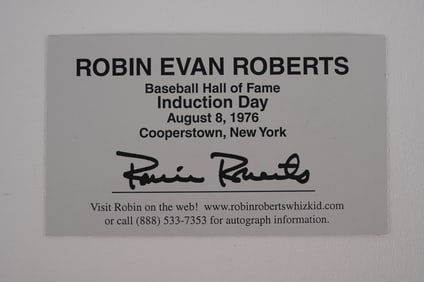 ROBIN EVAN ROBERTS
Baseball Hall of Fame
Induction Day
August 8, 1976
Cooperstown, New York
Robin Roberts
Visit Robin on the web! www.robinrobertswhizkid.com
or call (888) 533-7353 for autograph information.